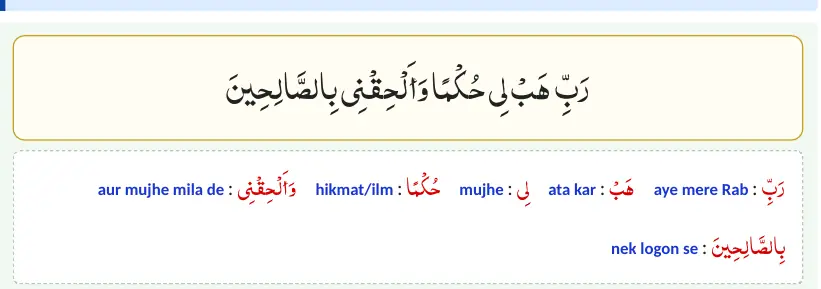 رَبِّ هَبْ لِى حُكْمًا وَاَلْحِقْنِى بِالصَّالِحِينَ
رَبِّ : aye mere Rab هَبْ : ata kar لِى : mujhe حُكْمًا : hikmat/ilm وَاَلْحِقْنِى : aur mujhe mila de
بِالصَّالِحِينَ : nek logon se